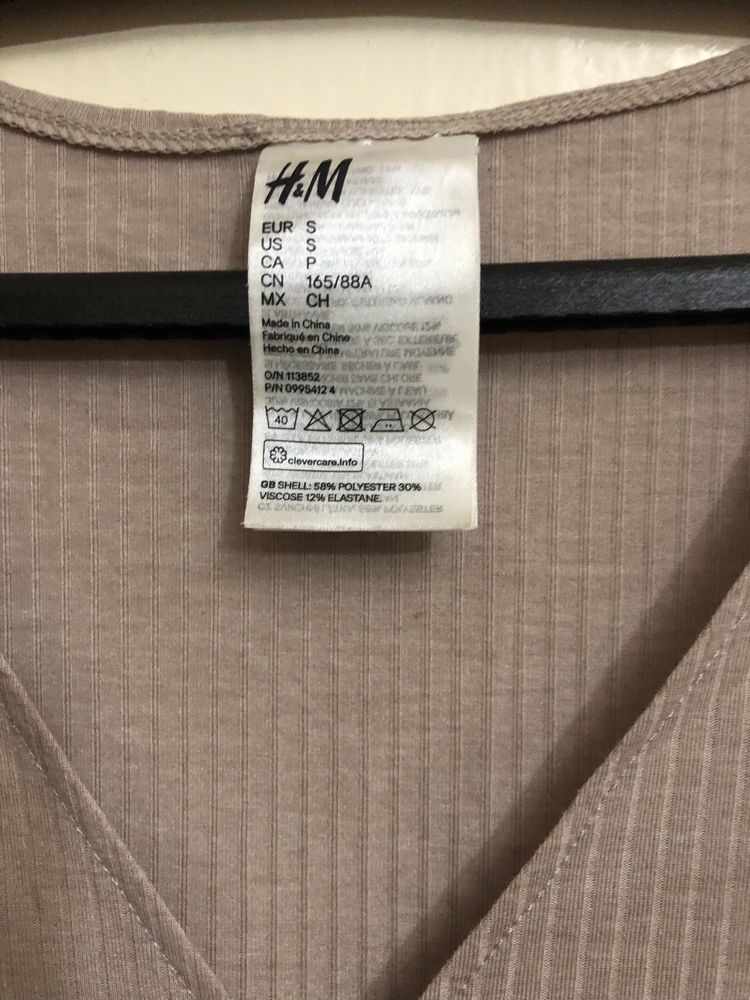 H&M
EUR S
US S
CA P
CN 165/88A
MX CH
Made in China
Fabriqué en Chine
Hecho en China
O/N 113852
P/N 0995412 4
40
clevercare.info
GB SHELL: 58% POLYESTER 30%
VISCOSE 12% ELASTANE.